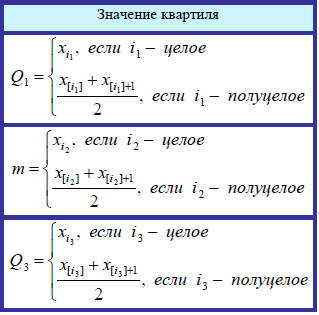 Значение квартиля
Q₁ = { x_{i₁}, если i₁ – целое
(x_{[i₁]} + x_{[i₁]+1}) / 2, если i₁ – полуцелое
m = { x_{i₂}, если i₂ – целое
(x_{[i₂]} + x_{[i₂]+1}) / 2, если i₂ – полуцелое
Q₃ = { x_{i₃}, если i₃ – целое
(x_{[i₃]} + x_{[i₃]+1}) / 2, если i₃ – полуцелое